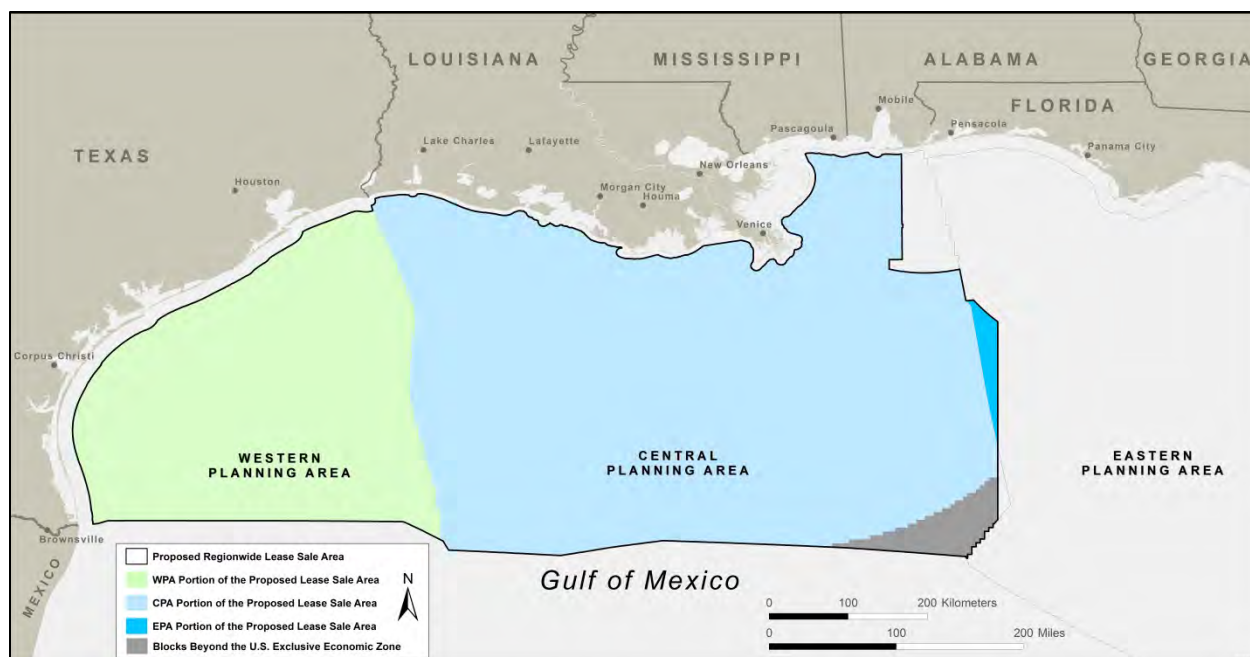 LOUISIANA
MISSISSIPPI
ALABAMA
GEORGIA
FLORIDA
TEXAS
Mobile
Pascagoula
Pensacola
Panama City
Lake Charles
Lafayette
New Orleans
Houston
Morgan City
Houma
Venice
Corpus Christi
WESTERN
PLANNING AREA
CENTRAL
PLANNING AREA
EASTERN
PLANNING AREA
Brownsville
MEXICO
Proposed Regionwide Lease Sale Area
WPA Portion of the Proposed Lease Sale Area
CPA Portion of the Proposed Lease Sale Area
EPA Portion of the Proposed Lease Sale Area
Blocks Beyond the U.S. Exclusive Economic Zone
N
Gulf of Mexico
0 100 200 Kilometers
0 100 200 Miles